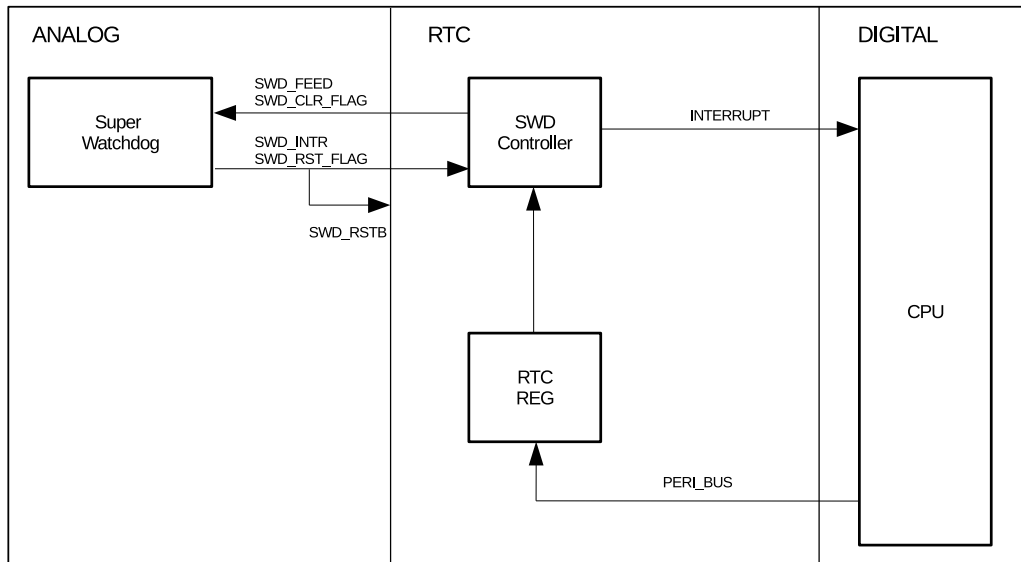 ANALOG
RTC
DIGITAL
SWD_FEED
SWD_CLR_FLAG
Super
Watchdog
SWD_INTR
SWD_RST_FLAG
SWD_RSTB
SWD
Controller
INTERRUPT
CPU
RTC
REG
PERI_BUS